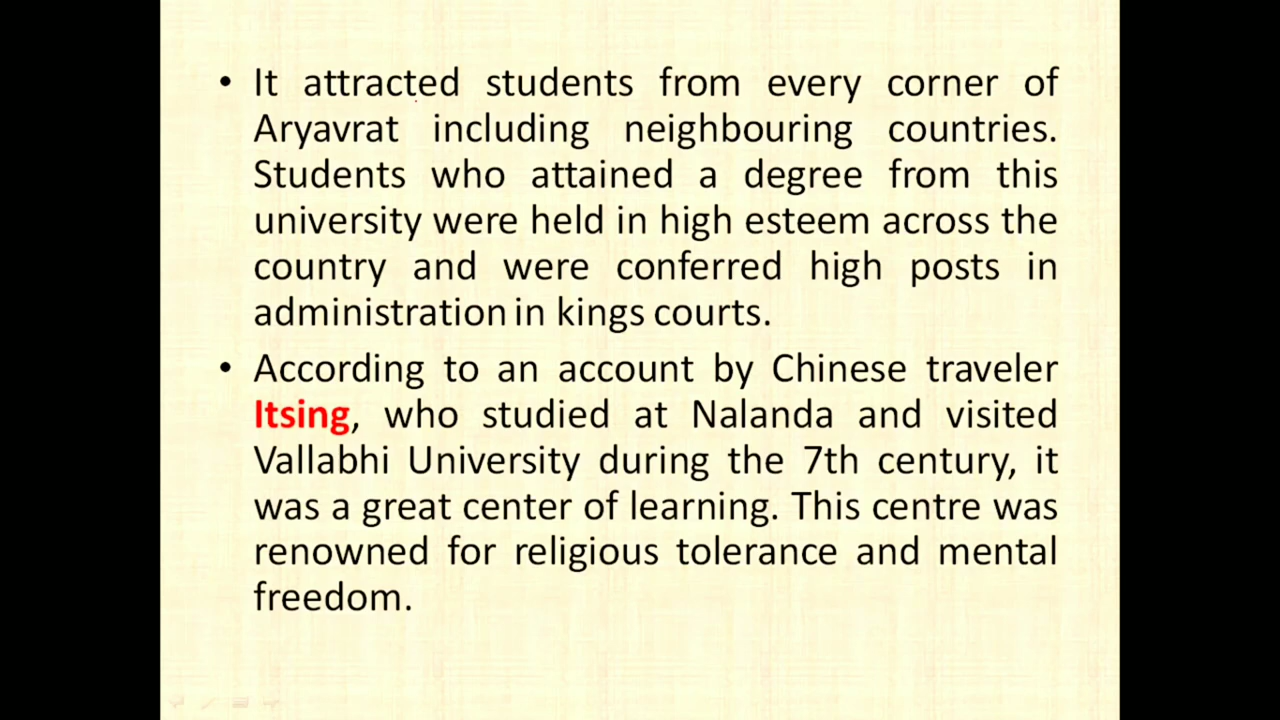 • It attracted students from every corner of
Aryavrat including neighbouring countries.
Students who attained a degree from this
university were held in high esteem across the
country and were conferred high posts in
administration in kings courts.
• According to an account by Chinese traveler
Itsing, who studied at Nalanda and visited
Vallabhi University during the 7th century, it
was a great center of learning. This centre was
renowned for religious tolerance and mental
freedom.